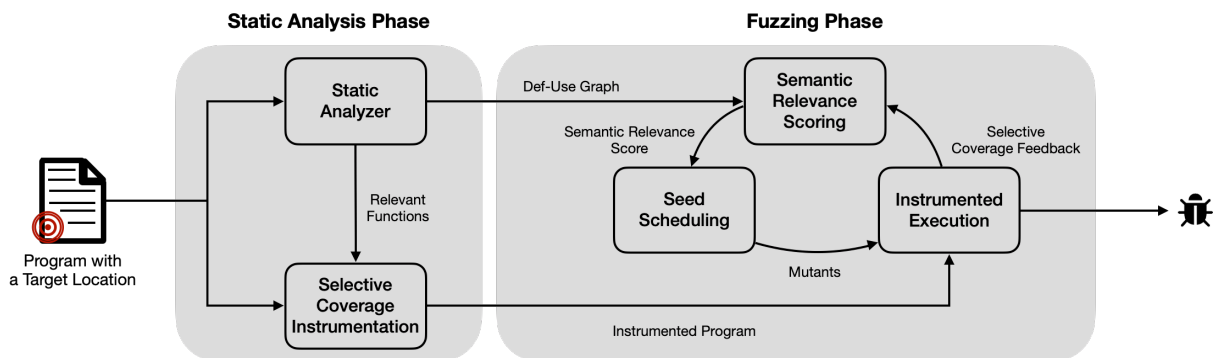 Static Analysis Phase
Fuzzing Phase
Static
Analyzer
Def-Use Graph
Semantic
Relevance
Scoring
Semantic Relevance
Score
Selective
Coverage Feedback
Relevant
Functions
Seed
Scheduling
Instrumented
Execution
Program with
a Target Location
Mutants
Selective
Coverage
Instrumentation
Instrumented Program